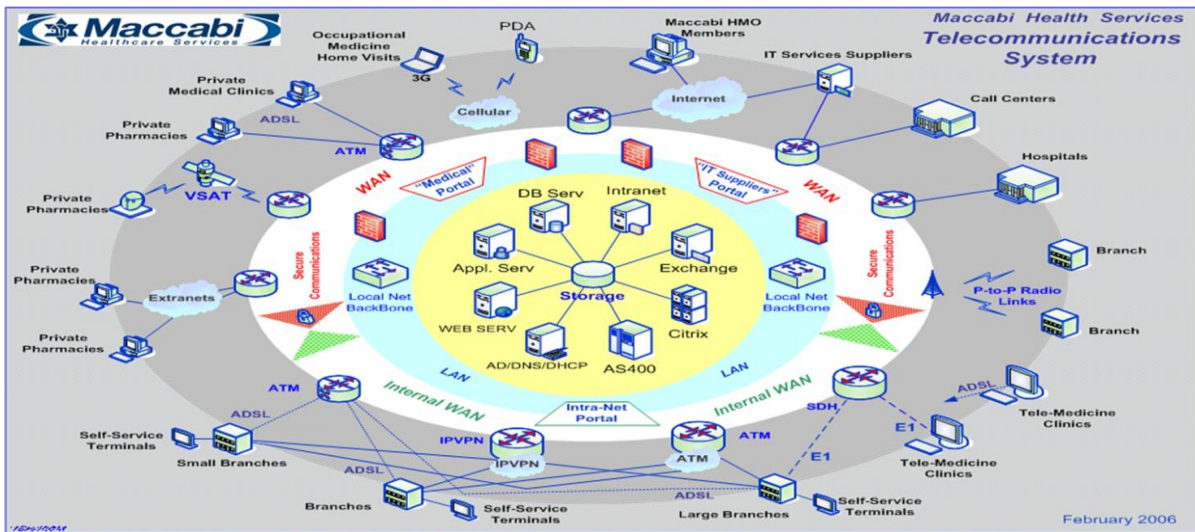 Maccabi
Healthcare Services
Maccabi Health Services
Telecommunications
System
Occupational
Medicine
Home Visits
PDA
3G
Cellular
Maccabi HMO
Members
Internet
IT Services Suppliers
Call Centers
Hospitals
Private
Medical Clinics
ADSL
Private
Pharmacies
ATM
Private
Pharmacies
VSAT
WAN
"Medical"
Portal
"IT Suppliers"
Portal
WAN
DB Serv
Intranet
Appl. Serv
Exchange
Storage
WEB SERV
Citrix
AD/DNS/DHCP
AS400
Local Net
BackBone
Local Net
BackBone
Secure
Communications
Secure
Communications
Private
Pharmacies
Extranets
Private
Pharmacies
Branch
P-to-P Radio
Links
Branch
LAN
LAN
Internal WAN
Internal WAN
Intra-Net
Portal
ATM
ADSL
Self-Service
Terminals
Small Branches
ADSL
IPVPN
IPVPN
ATM
ATM
SDH
E1
E1
ADSL
Tele-Medicine
Clinics
Tele-Medicine
Clinics
Branches
Self-Service
Terminals
ADSL
Large Branches
Self-Service
Terminals
February 2006